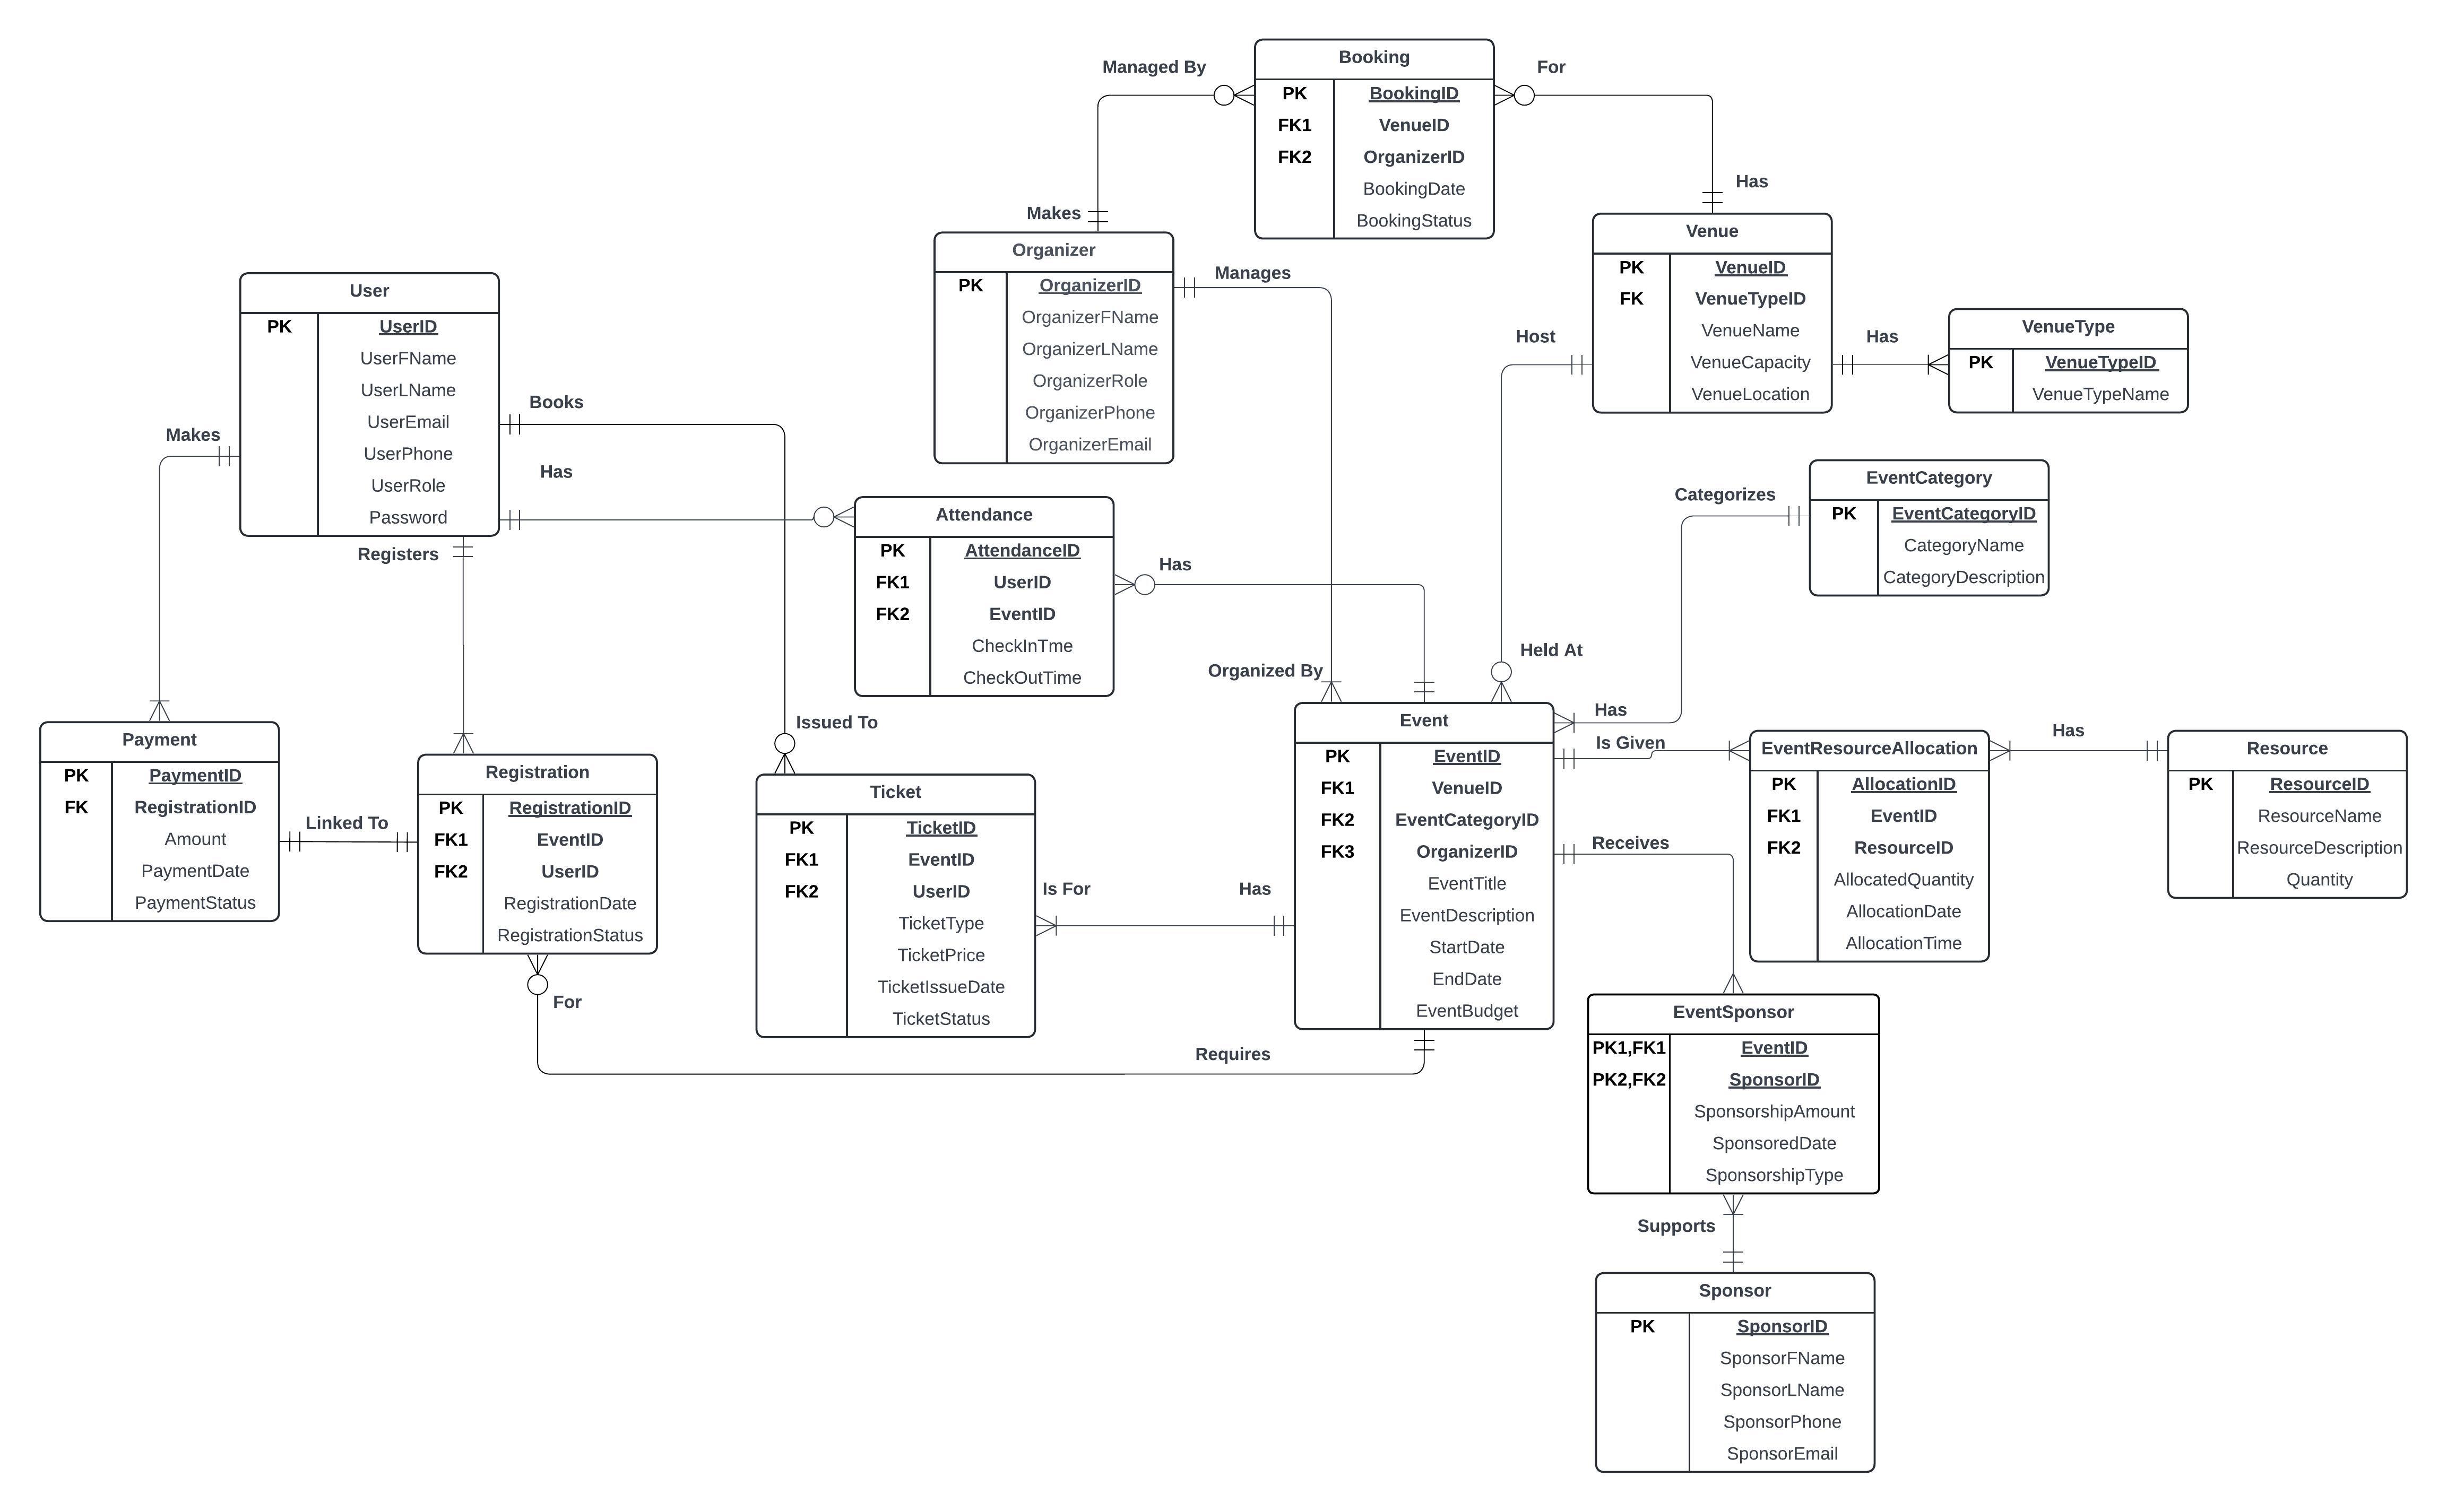 Booking
PK BookingID
FK1 VenueID
FK2 OrganizerID
BookingDate
BookingStatus
Managed By
For
Makes
Has
Organizer
PK OrganizerID
OrganizerFName
OrganizerLName
OrganizerRole
OrganizerPhone
OrganizerEmail
Manages
Venue
PK VenueID
FK VenueTypeID
VenueName
VenueCapacity
VenueLocation
Host
Has
VenueType
PK VenueTypeID
VenueTypeName
User
PK UserID
UserFName
UserLName
UserEmail
UserPhone
UserRole
Password
Makes
Books
Has
Registers
Attendance
PK AttendanceID
FK1 UserID
FK2 EventID
CheckInTme
CheckOutTime
Has
Categorizes
EventCategory
PK EventCategoryID
CategoryName
CategoryDescription
Organized By
Held At
Issued To
Has
Is Given
Has
Payment
PK PaymentID
FK RegistrationID
Amount
PaymentDate
PaymentStatus
Linked To
Registration
PK RegistrationID
FK1 EventID
FK2 UserID
RegistrationDate
RegistrationStatus
For
Ticket
PK TicketID
FK1 EventID
FK2 UserID
TicketType
TicketPrice
TicketIssueDate
TicketStatus
Is For
Has
Requires
Event
PK EventID
FK1 VenueID
FK2 EventCategoryID
FK3 OrganizerID
EventTitle
EventDescription
StartDate
EndDate
EventBudget
Receives
EventResourceAllocation
PK AllocationID
FK1 EventID
FK2 ResourceID
AllocatedQuantity
AllocationDate
AllocationTime
Resource
PK ResourceID
ResourceName
ResourceDescription
Quantity
EventSponsor
PK1,FK1 EventID
PK2,FK2 SponsorID
SponsorshipAmount
SponsoredDate
SponsorshipType
Supports
Sponsor
PK SponsorID
SponsorFName
SponsorLName
SponsorPhone
SponsorEmail